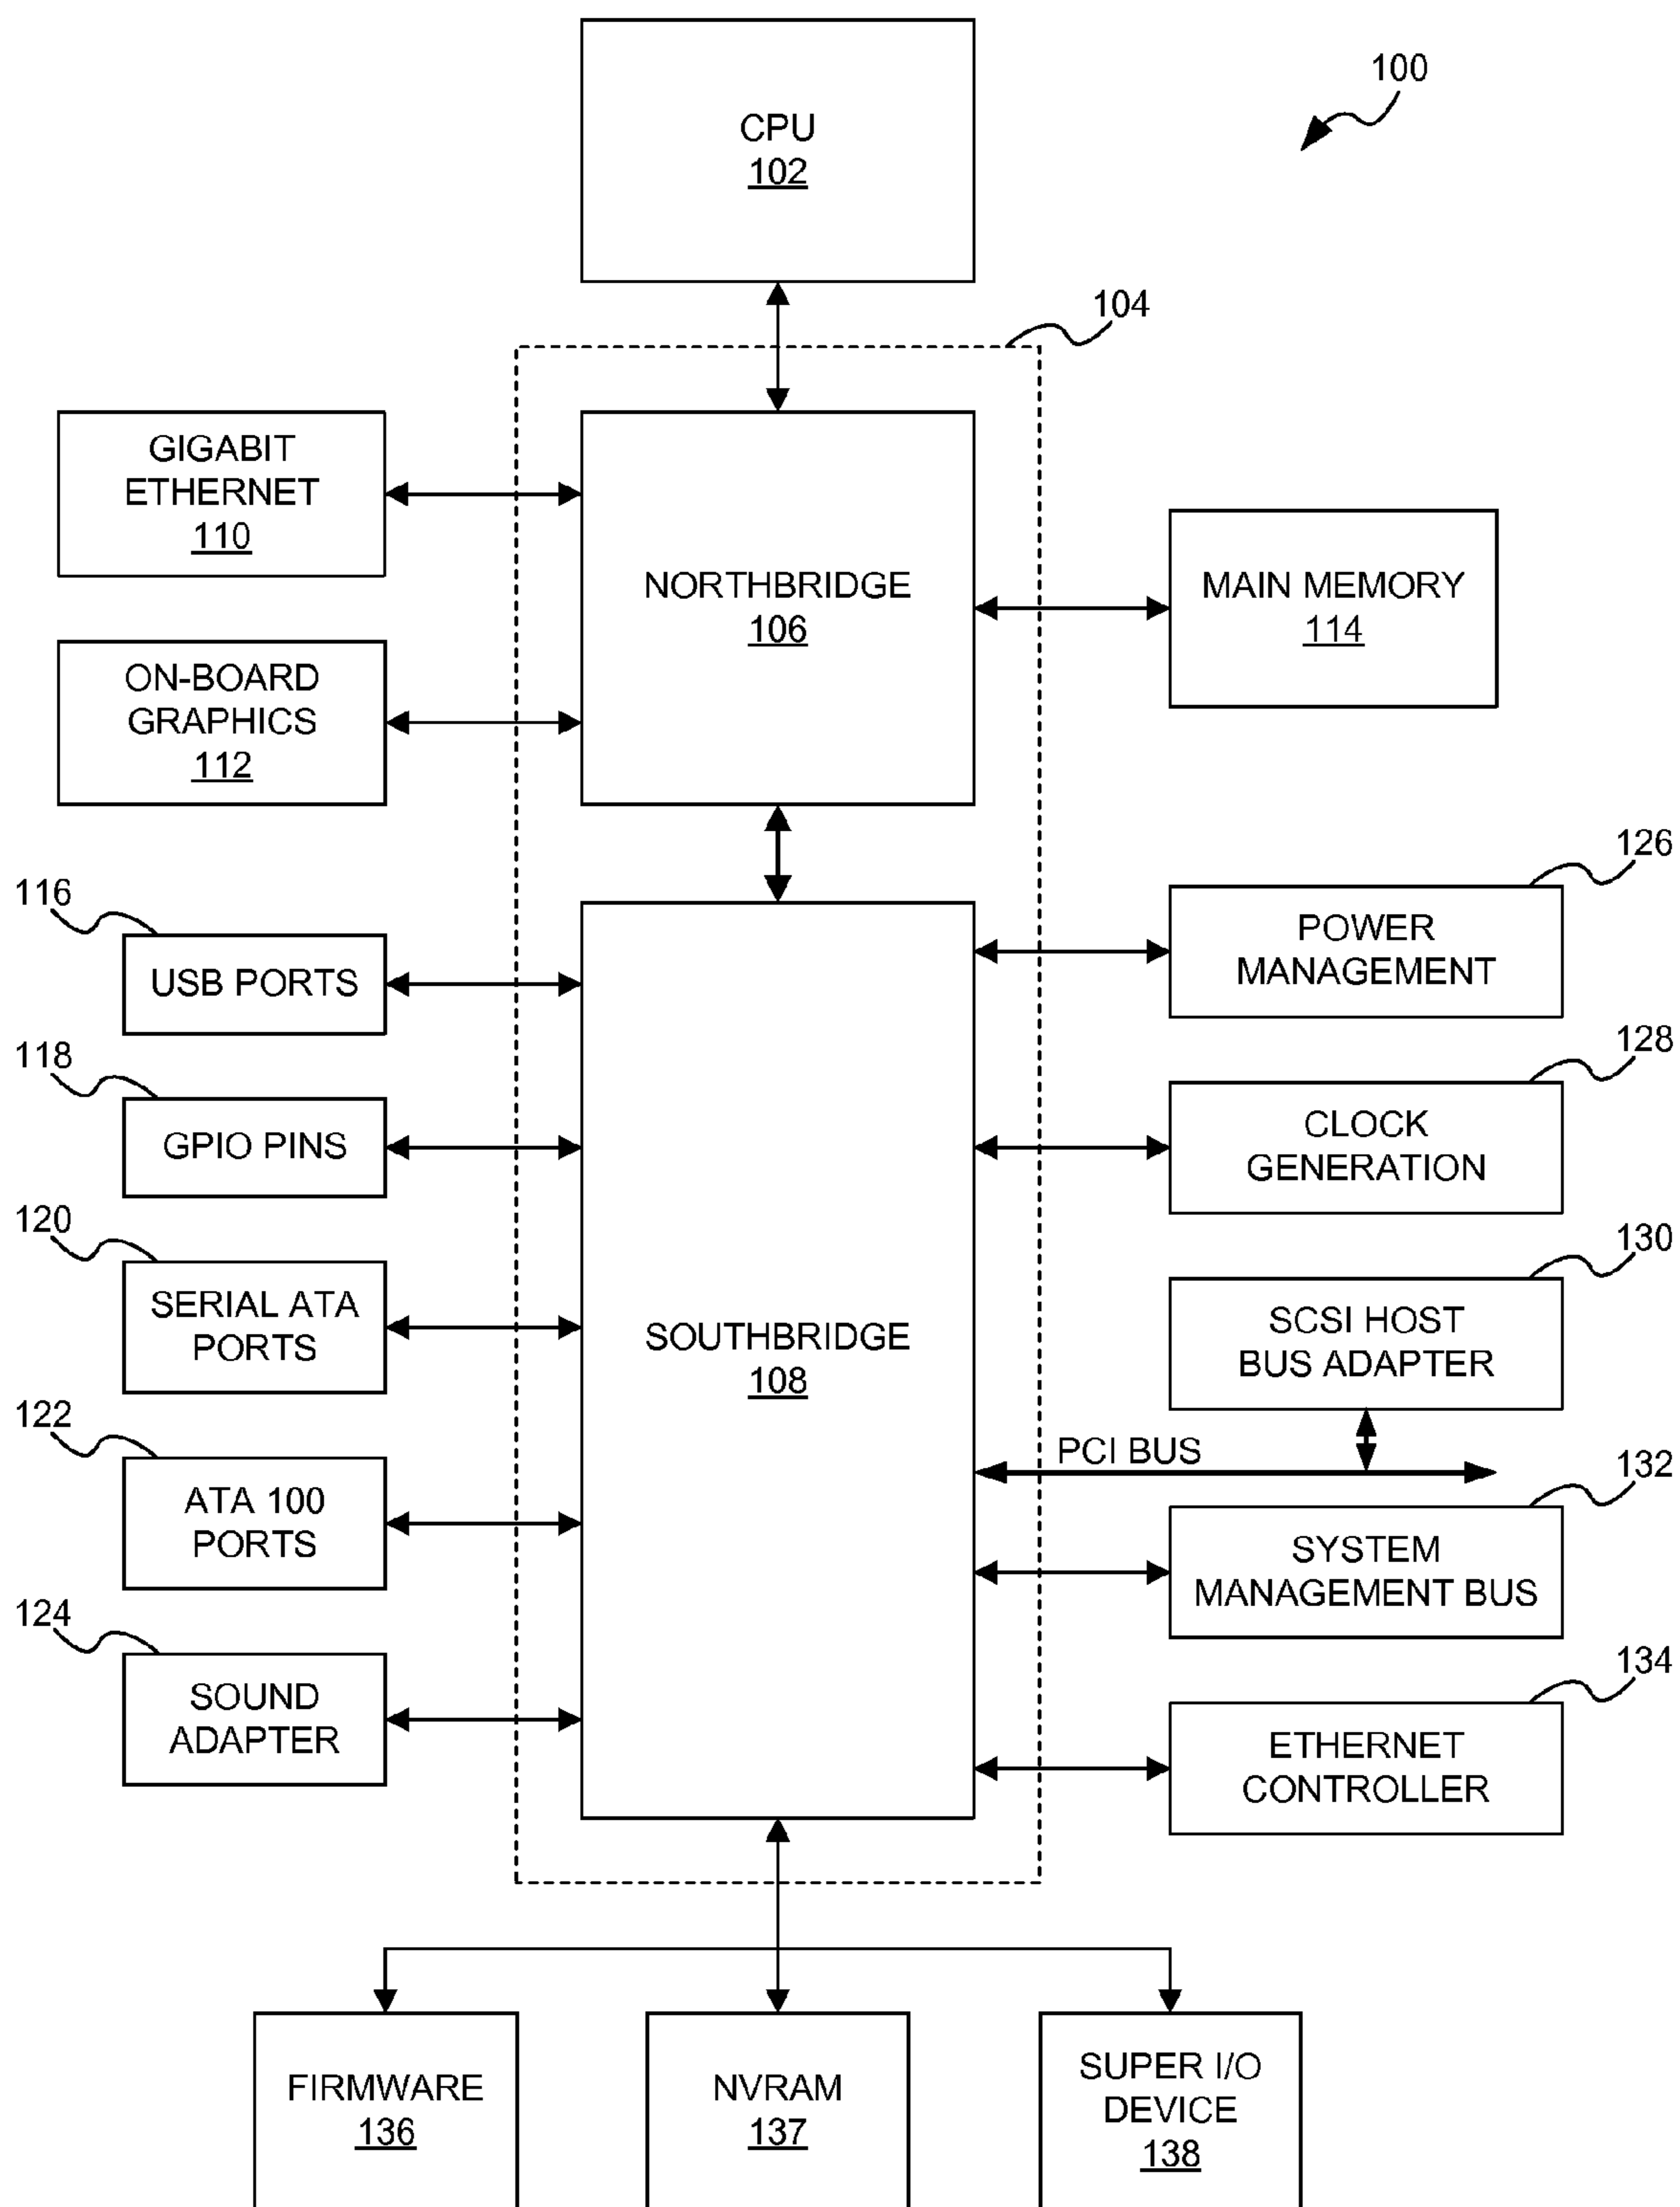 100
CPU
102
104
GIGABIT
ETHERNET
110
NORTHBRIDGE
106
MAIN MEMORY
114
ON-BOARD
GRAPHICS
112
116
USB PORTS
118
GPIO PINS
120
SERIAL ATA
PORTS
122
ATA 100
PORTS
124
SOUND
ADAPTER
SOUTHBRIDGE
108
126
POWER
MANAGEMENT
128
CLOCK
GENERATION
130
SCSI HOST
BUS ADAPTER
PCI BUS
132
SYSTEM
MANAGEMENT BUS
134
ETHERNET
CONTROLLER
FIRMWARE
136
NVRAM
137
SUPER I/O
DEVICE
138